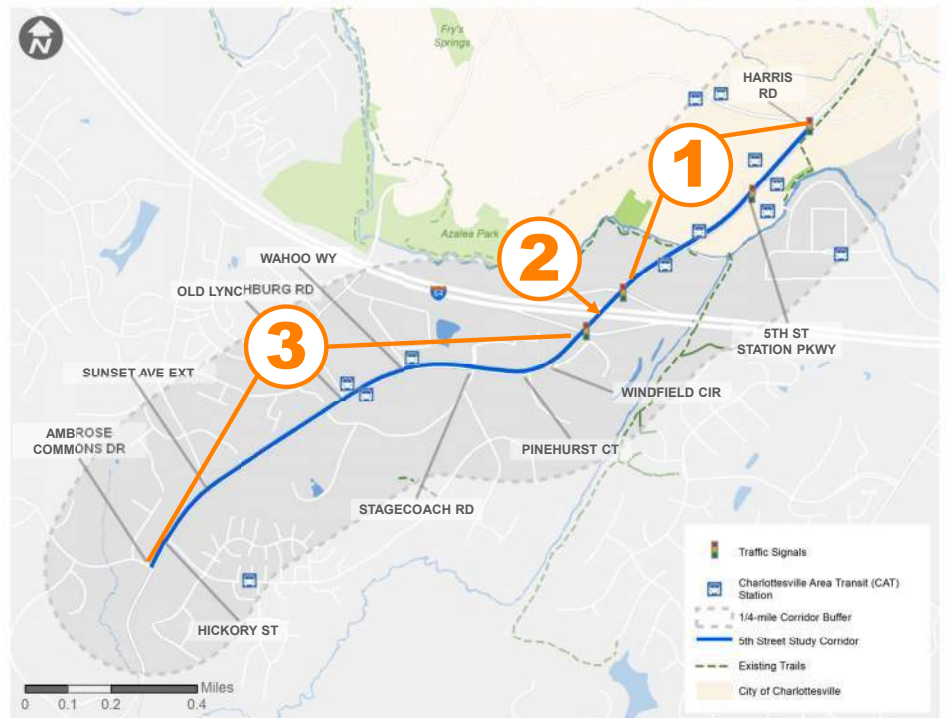 N
Fry's
Springs
HARRIS
RD
1
Azalea Park
WAHOO WY
2
OLD LYNCHBURG RD
64
3
5TH ST
STATION PKWY
SUNSET AVE EXT
WINDFIELD CIR
AMBROSE
COMMONS DR
PINEHURST CT
STAGECOACH RD
HICKORY ST
Traffic Signals
Charlottesville Area Transit (CAT)
Station
1/4-mile Corridor Buffer
5th Street Study Corridor
Existing Trails
City of Charlottesville
Miles
0 0.1 0.2 0.4